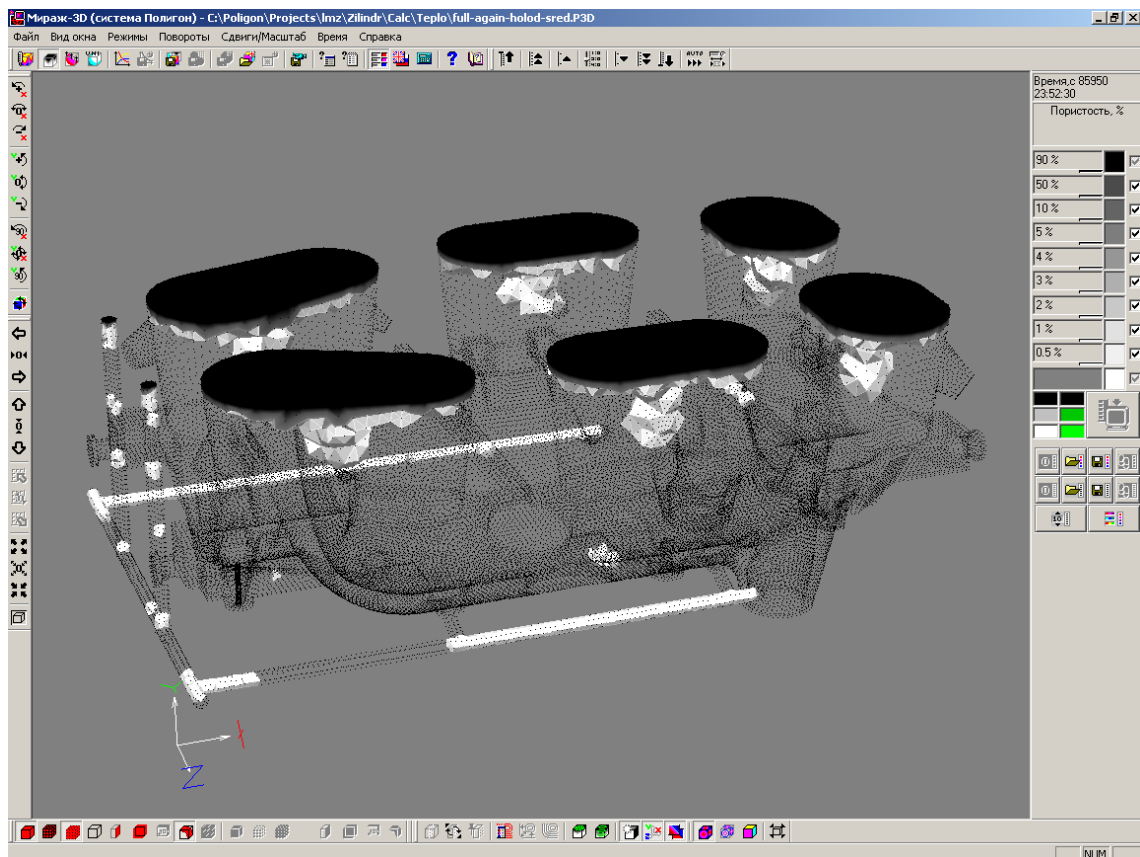 Мираж-3D (система Полигон) - C:\Poligon\Projects\lmz\Zilindr\Calc\Teplo\full-again-holod-sred.P3D
Файл Вид окна Режимы Повороты Сдвиги/Масштаб Время Справка
AUTO
Время,с 85950
23:52:30
Пористость, %
90 %
50 %
10 %
5 %
4 %
3 %
2 %
1 %
0.5 %
10
Y
X
Z
NUM